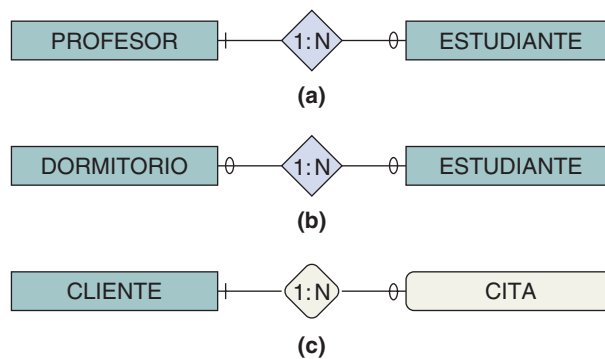 PROFESOR 1:N ESTUDIANTE
(a)
DORMITORIO 1:N ESTUDIANTE
(b)
CLIENTE 1:N CITA
(c)